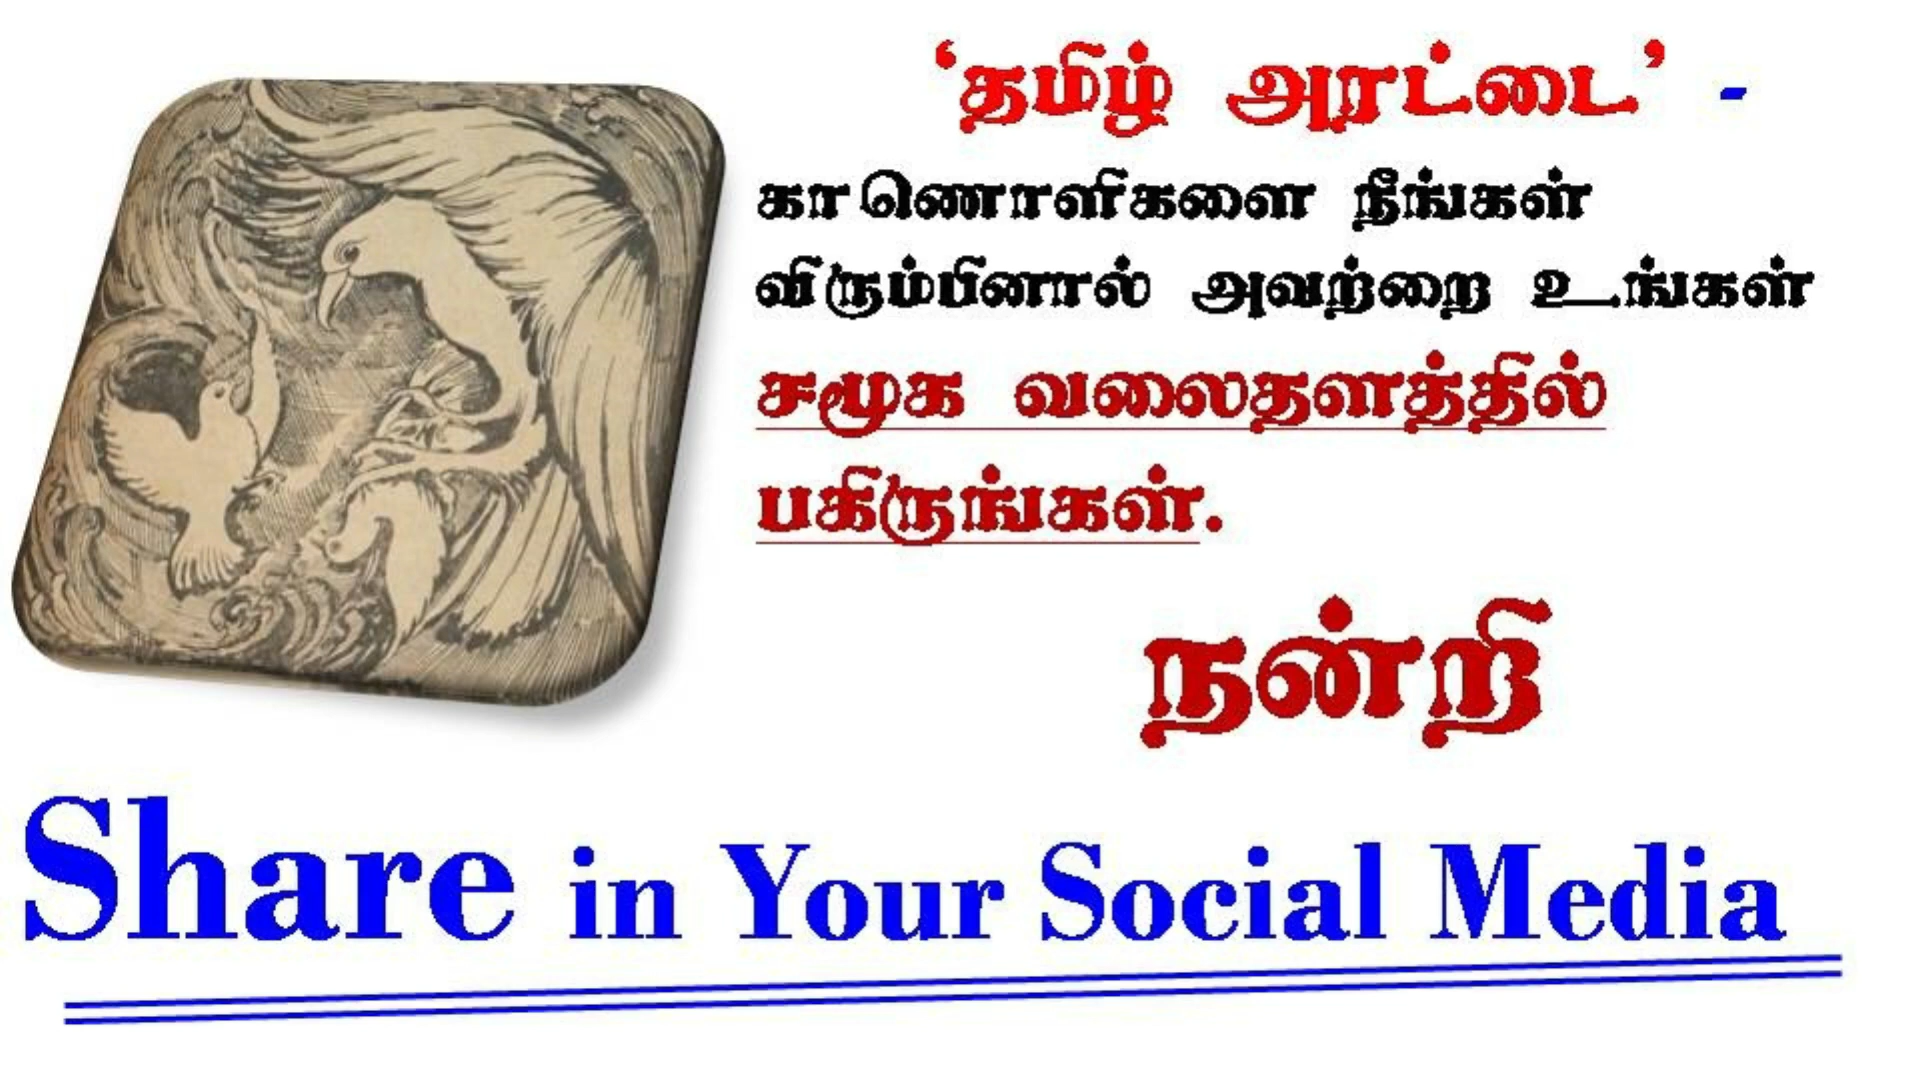 ‘தமிழ் அரட்டை’ -
காணொளிகளை நீங்கள்
விரும்பினால் அவற்றை உங்கள்
சமூக வலைதளத்தில்
பகிருங்கள்.
நன்றி
Share in Your Social Media